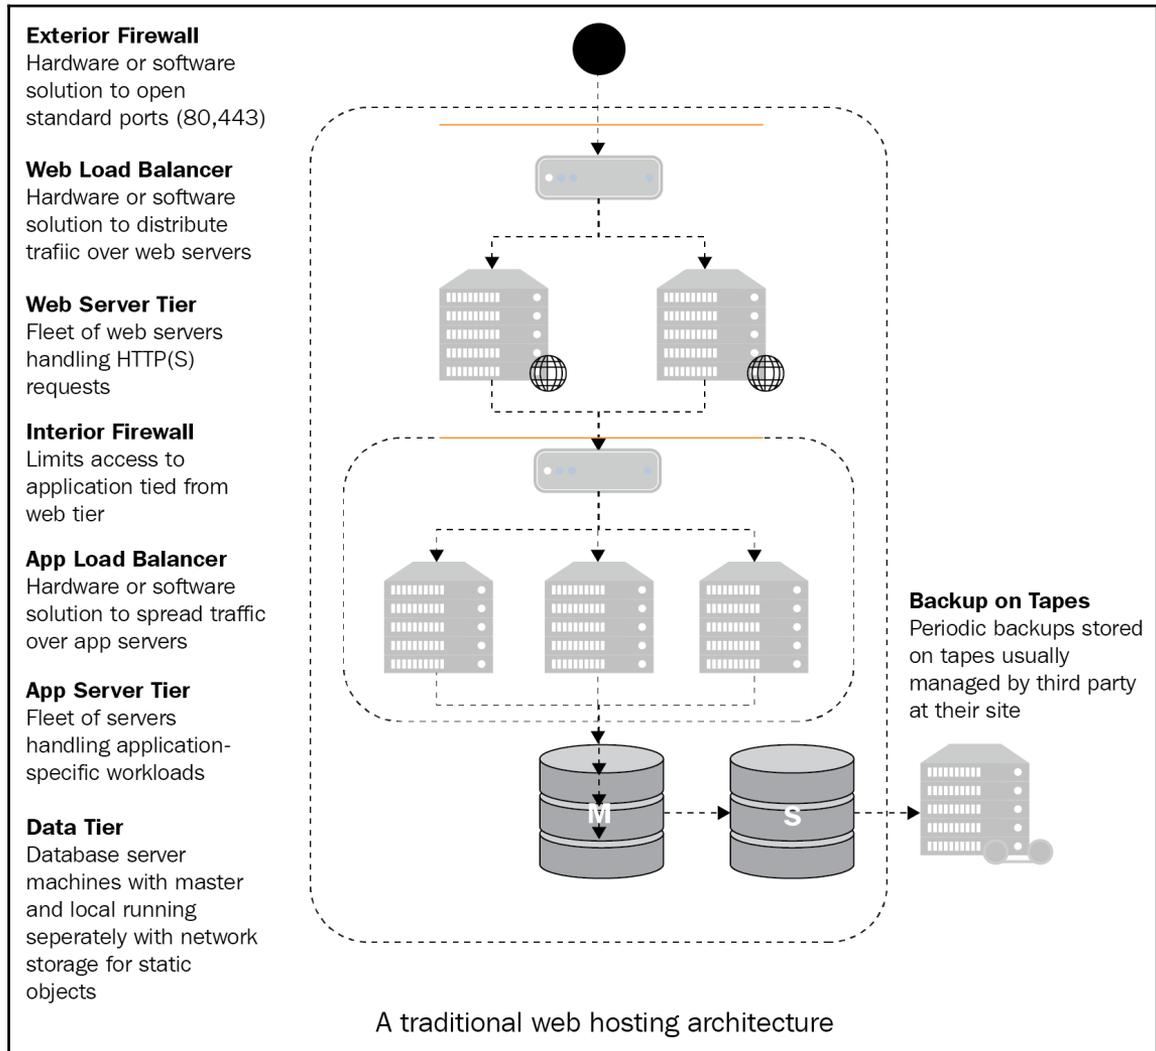 Exterior Firewall
Hardware or software
solution to open
standard ports (80,443)
Web Load Balancer
Hardware or software
solution to distribute
trafiic over web servers
Web Server Tier
Fleet of web servers
handling HTTP(S)
requests
Interior Firewall
Limits access to
application tied from
web tier
App Load Balancer
Hardware or software
solution to spread traffic
over app servers
App Server Tier
Fleet of servers
handling application-
specific workloads
Data Tier
Database server
machines with master
and local running
seperately with network
storage for static
objects
M
S
Backup on Tapes
Periodic backups stored
on tapes usually
managed by third party
at their site
A traditional web hosting architecture